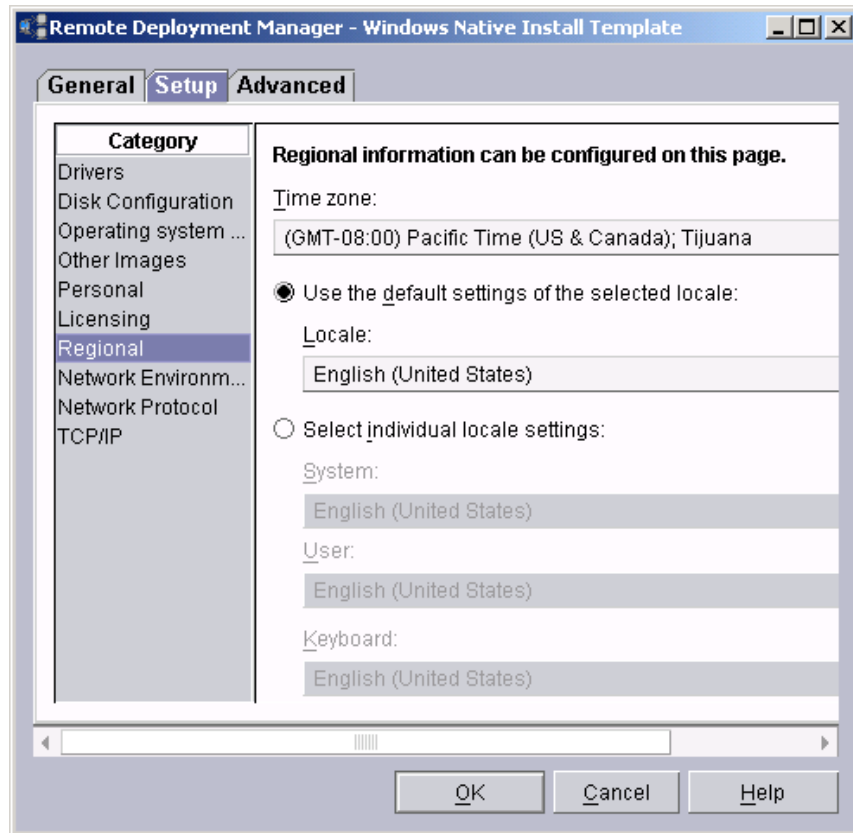 Remote Deployment Manager - Windows Native Install Template
General Setup Advanced
Category
Drivers
Disk Configuration
Operating system ...
Other Images
Personal
Licensing
Regional
Network Environm...
Network Protocol
TCP/IP
Regional information can be configured on this page.
Time zone:
(GMT-08:00) Pacific Time (US & Canada); Tijuana
Use the default settings of the selected locale:
Locale:
English (United States)
Select individual locale settings:
System:
English (United States)
User:
English (United States)
Keyboard:
English (United States)
OK Cancel Help